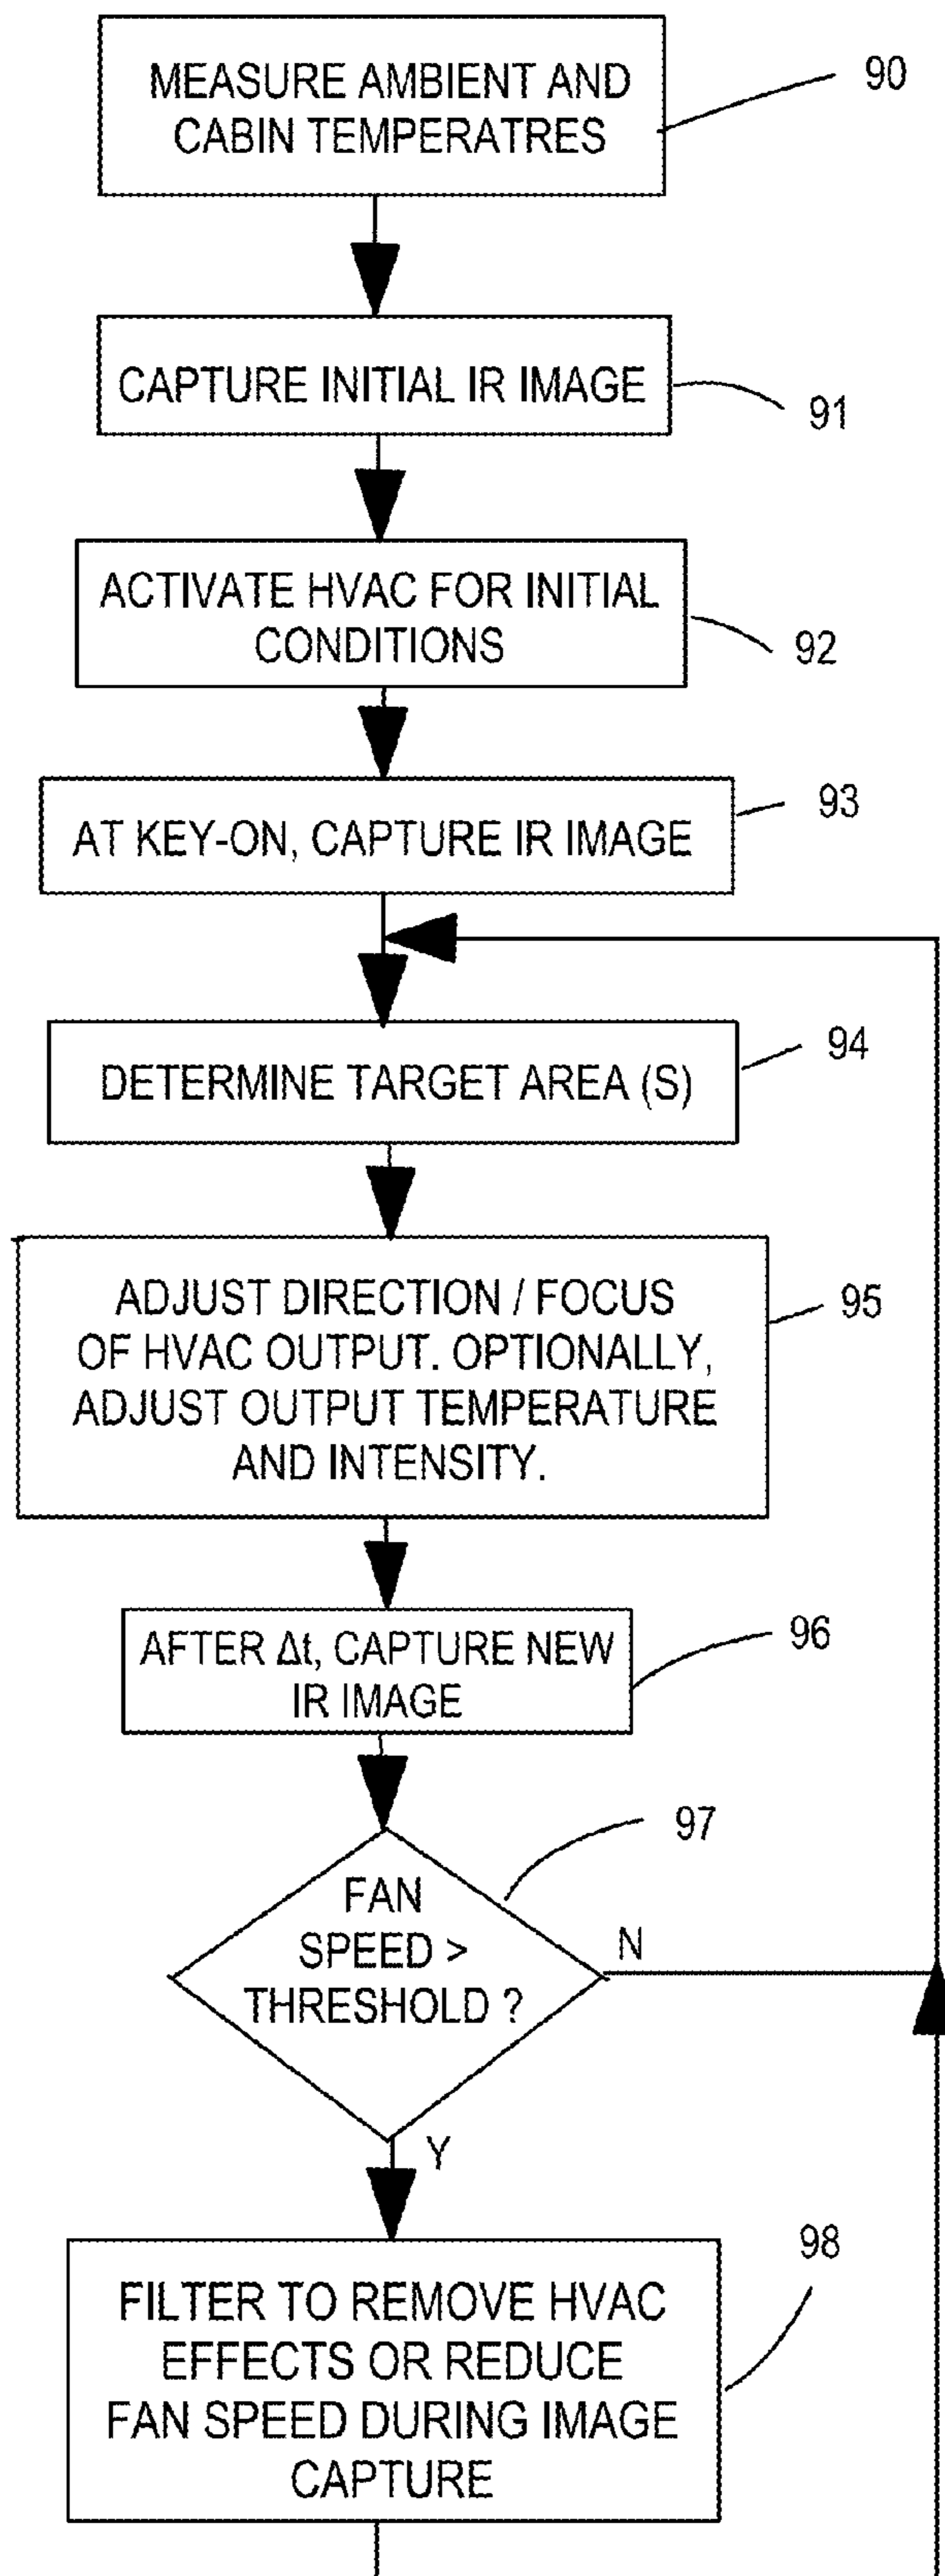 MEASURE AMBIENT AND
CABIN TEMPERATRES
90
CAPTURE INITIAL IR IMAGE
91
ACTIVATE HVAC FOR INITIAL
CONDITIONS
92
AT KEY-ON, CAPTURE IR IMAGE
93
DETERMINE TARGET AREA (S)
94
ADJUST DIRECTION / FOCUS
OF HVAC OUTPUT. OPTIONALLY,
ADJUST OUTPUT TEMPERATURE
AND INTENSITY.
95
AFTER Δt, CAPTURE NEW
IR IMAGE
96
FAN
SPEED >
THRESHOLD ?
97
N
Y
FILTER TO REMOVE HVAC
EFFECTS OR REDUCE
FAN SPEED DURING IMAGE
CAPTURE
98